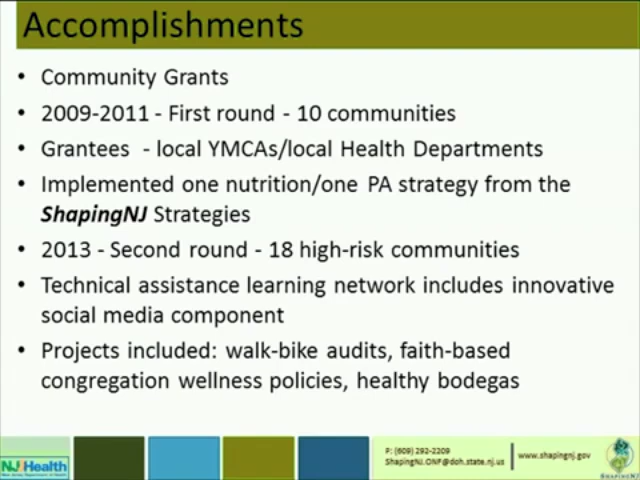 Accomplishments
• Community Grants
• 2009-2011 - First round - 10 communities
• Grantees - local YMCAs/local Health Departments
• Implemented one nutrition/one PA strategy from the
ShapingNJ Strategies
• 2013 - Second round - 18 high-risk communities
• Technical assistance learning network includes innovative
social media component
• Projects included: walk-bike audits, faith-based
congregation wellness policies, healthy bodegas
NJ Health
P: (609) 292-2209
ShapingNJ.ONF@doh.state.nj.us
www.shapingnj.gov
SHAPINGNJ